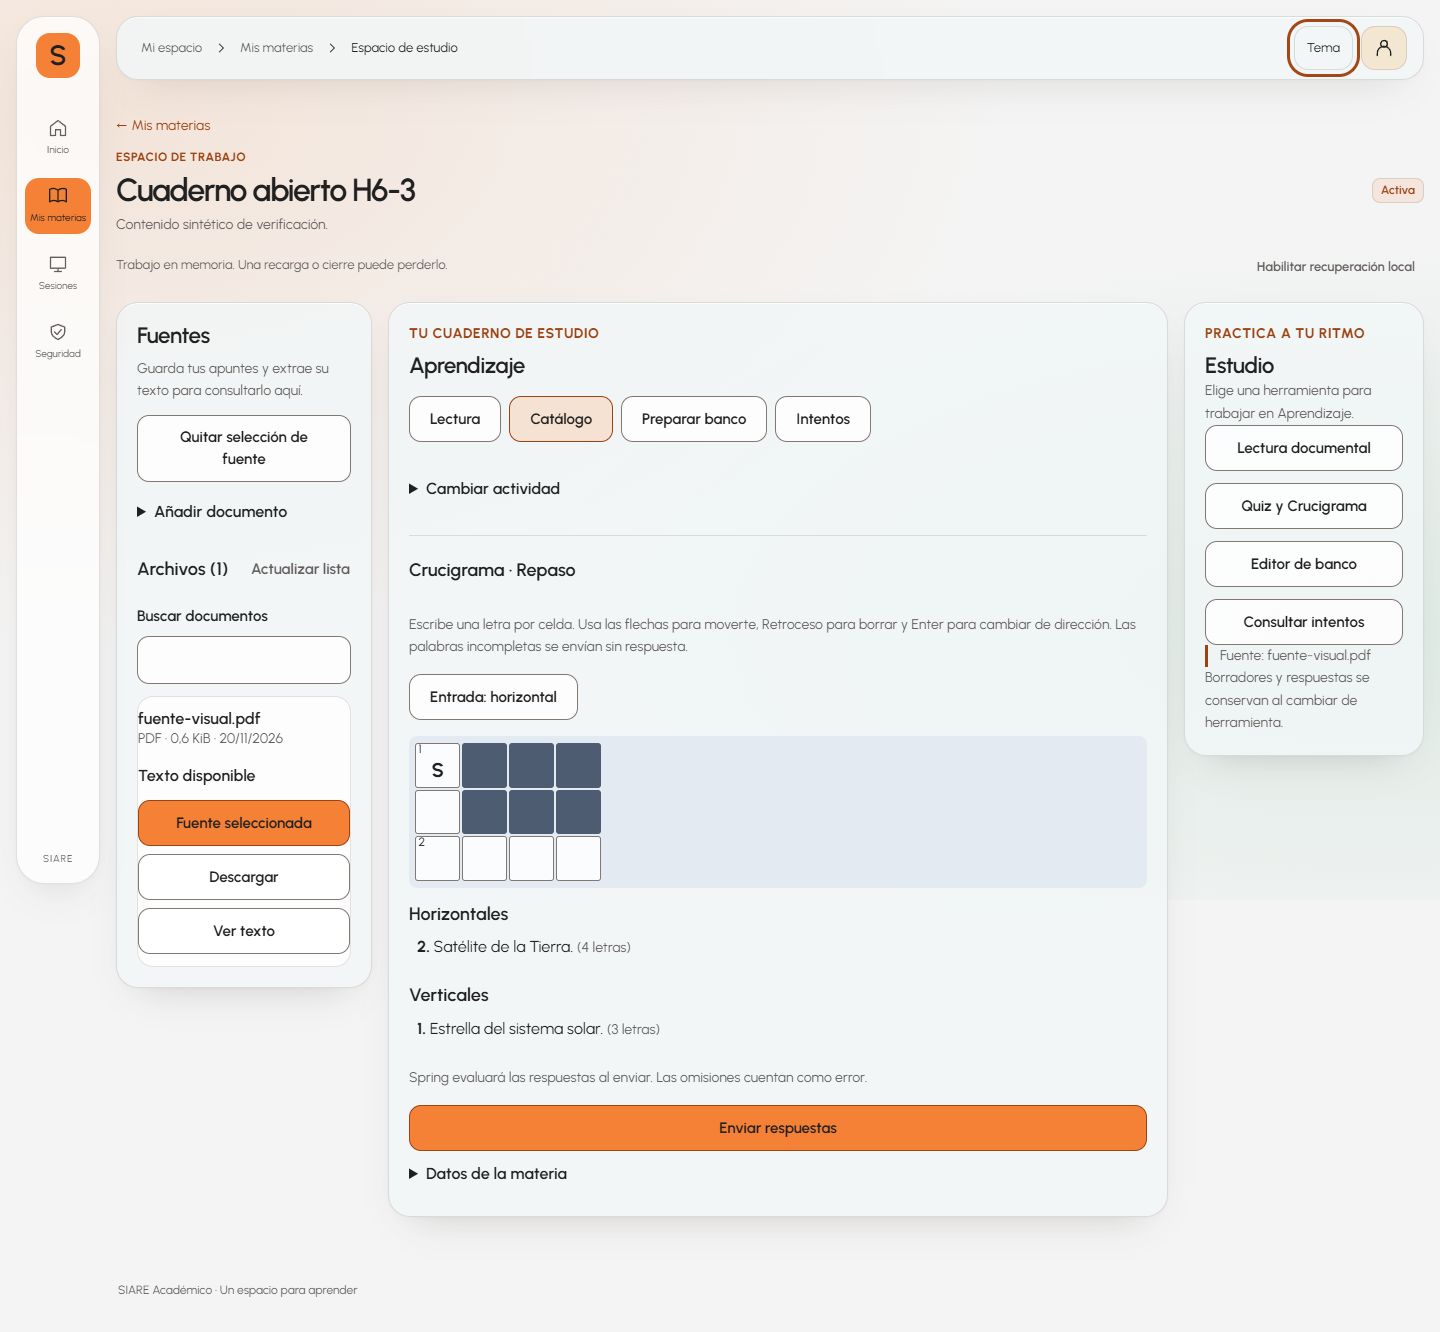 S
Inicio
Mis materias
Sesiones
Seguridad
SIARE
Mi espacio
Mis materias
Espacio de estudio
Tema
← Mis materias
ESPACIO DE TRABAJO
Cuaderno abierto H6-3
Activa
Contenido sintético de verificación.
Trabajo en memoria. Una recarga o cierre puede perderlo.
Habilitar recuperación local
Fuentes
Guarda tus apuntes y extrae su
texto para consultarlo aquí.
Quitar selección de
fuente
Añadir documento
Archivos (1)
Actualizar lista
Buscar documentos
fuente-visual.pdf
PDF · 0,6 KiB · 20/11/2026
Texto disponible
Fuente seleccionada
Descargar
Ver texto
TU CUADERNO DE ESTUDIO
Aprendizaje
Lectura
Catálogo
Preparar banco
Intentos
Cambiar actividad
Crucigrama · Repaso
Escribe una letra por celda. Usa las flechas para moverte, Retroceso para borrar y Enter para cambiar de dirección. Las
palabras incompletas se envían sin respuesta.
Entrada: horizontal
1
S
2
Horizontales
2. Satélite de la Tierra. (4 letras)
Verticales
1. Estrella del sistema solar. (3 letras)
Spring evaluará las respuestas al enviar. Las omisiones cuentan como error.
Enviar respuestas
Datos de la materia
PRACTICA A TU RITMO
Estudio
Elige una herramienta para
trabajar en Aprendizaje.
Lectura documental
Quiz y Crucigrama
Editor de banco
Consultar intentos
Fuente: fuente-visual.pdf
Borradores y respuestas se
conservan al cambiar de
herramienta.
SIARE Académico · Un espacio para aprender